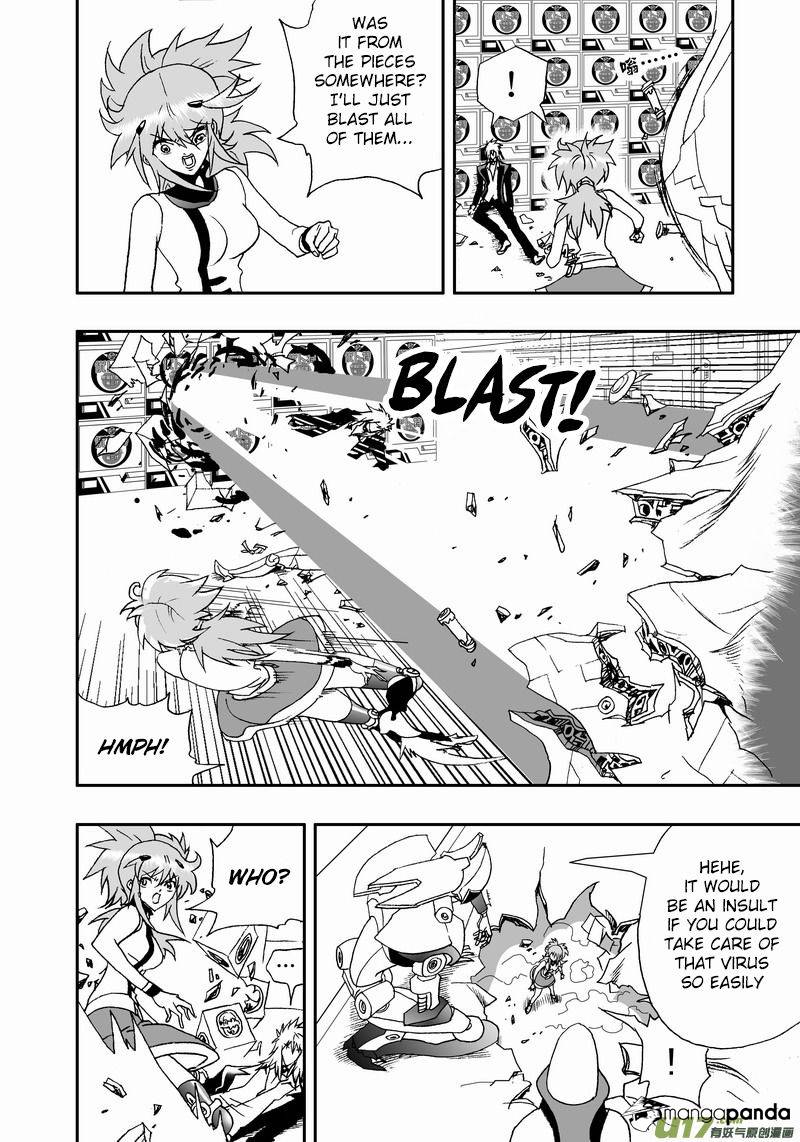 WAS
IT FROM
THE PIECES
SOMEWHERE?
I'LL JUST
BLAST ALL
OF THEM...
!
嗡……
BLAST!
HMPH!
WHO?
...
HEHE,
IT WOULD
BE AN INSULT
IF YOU COULD
TAKE CARE OF
THAT VIRUS
SO EASILY
!
mangapanda
u17
有妖气原创漫画